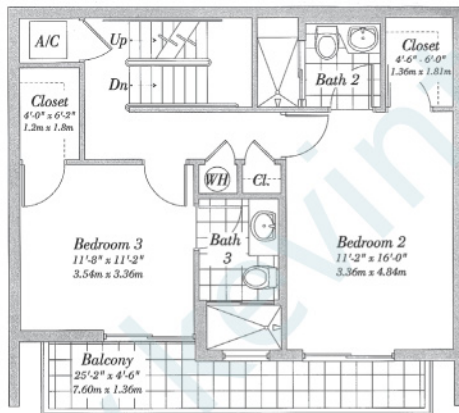 A/C
Up
Dn
Bath 2
Closet
4'-6" - 6'-0"
1.36m x 1.81m
Closet
4'-0" x 6'-2"
1.2m x 1.8m
WH
Cl.
Bedroom 3
11'-8" x 11'-2"
3.54m x 3.36m
Bath
3
Bedroom 2
11'-2" x 16'-0"
3.36m x 4.84m
Balcony
25'-2" x 4'-6"
7.60m x 1.36m
kevin